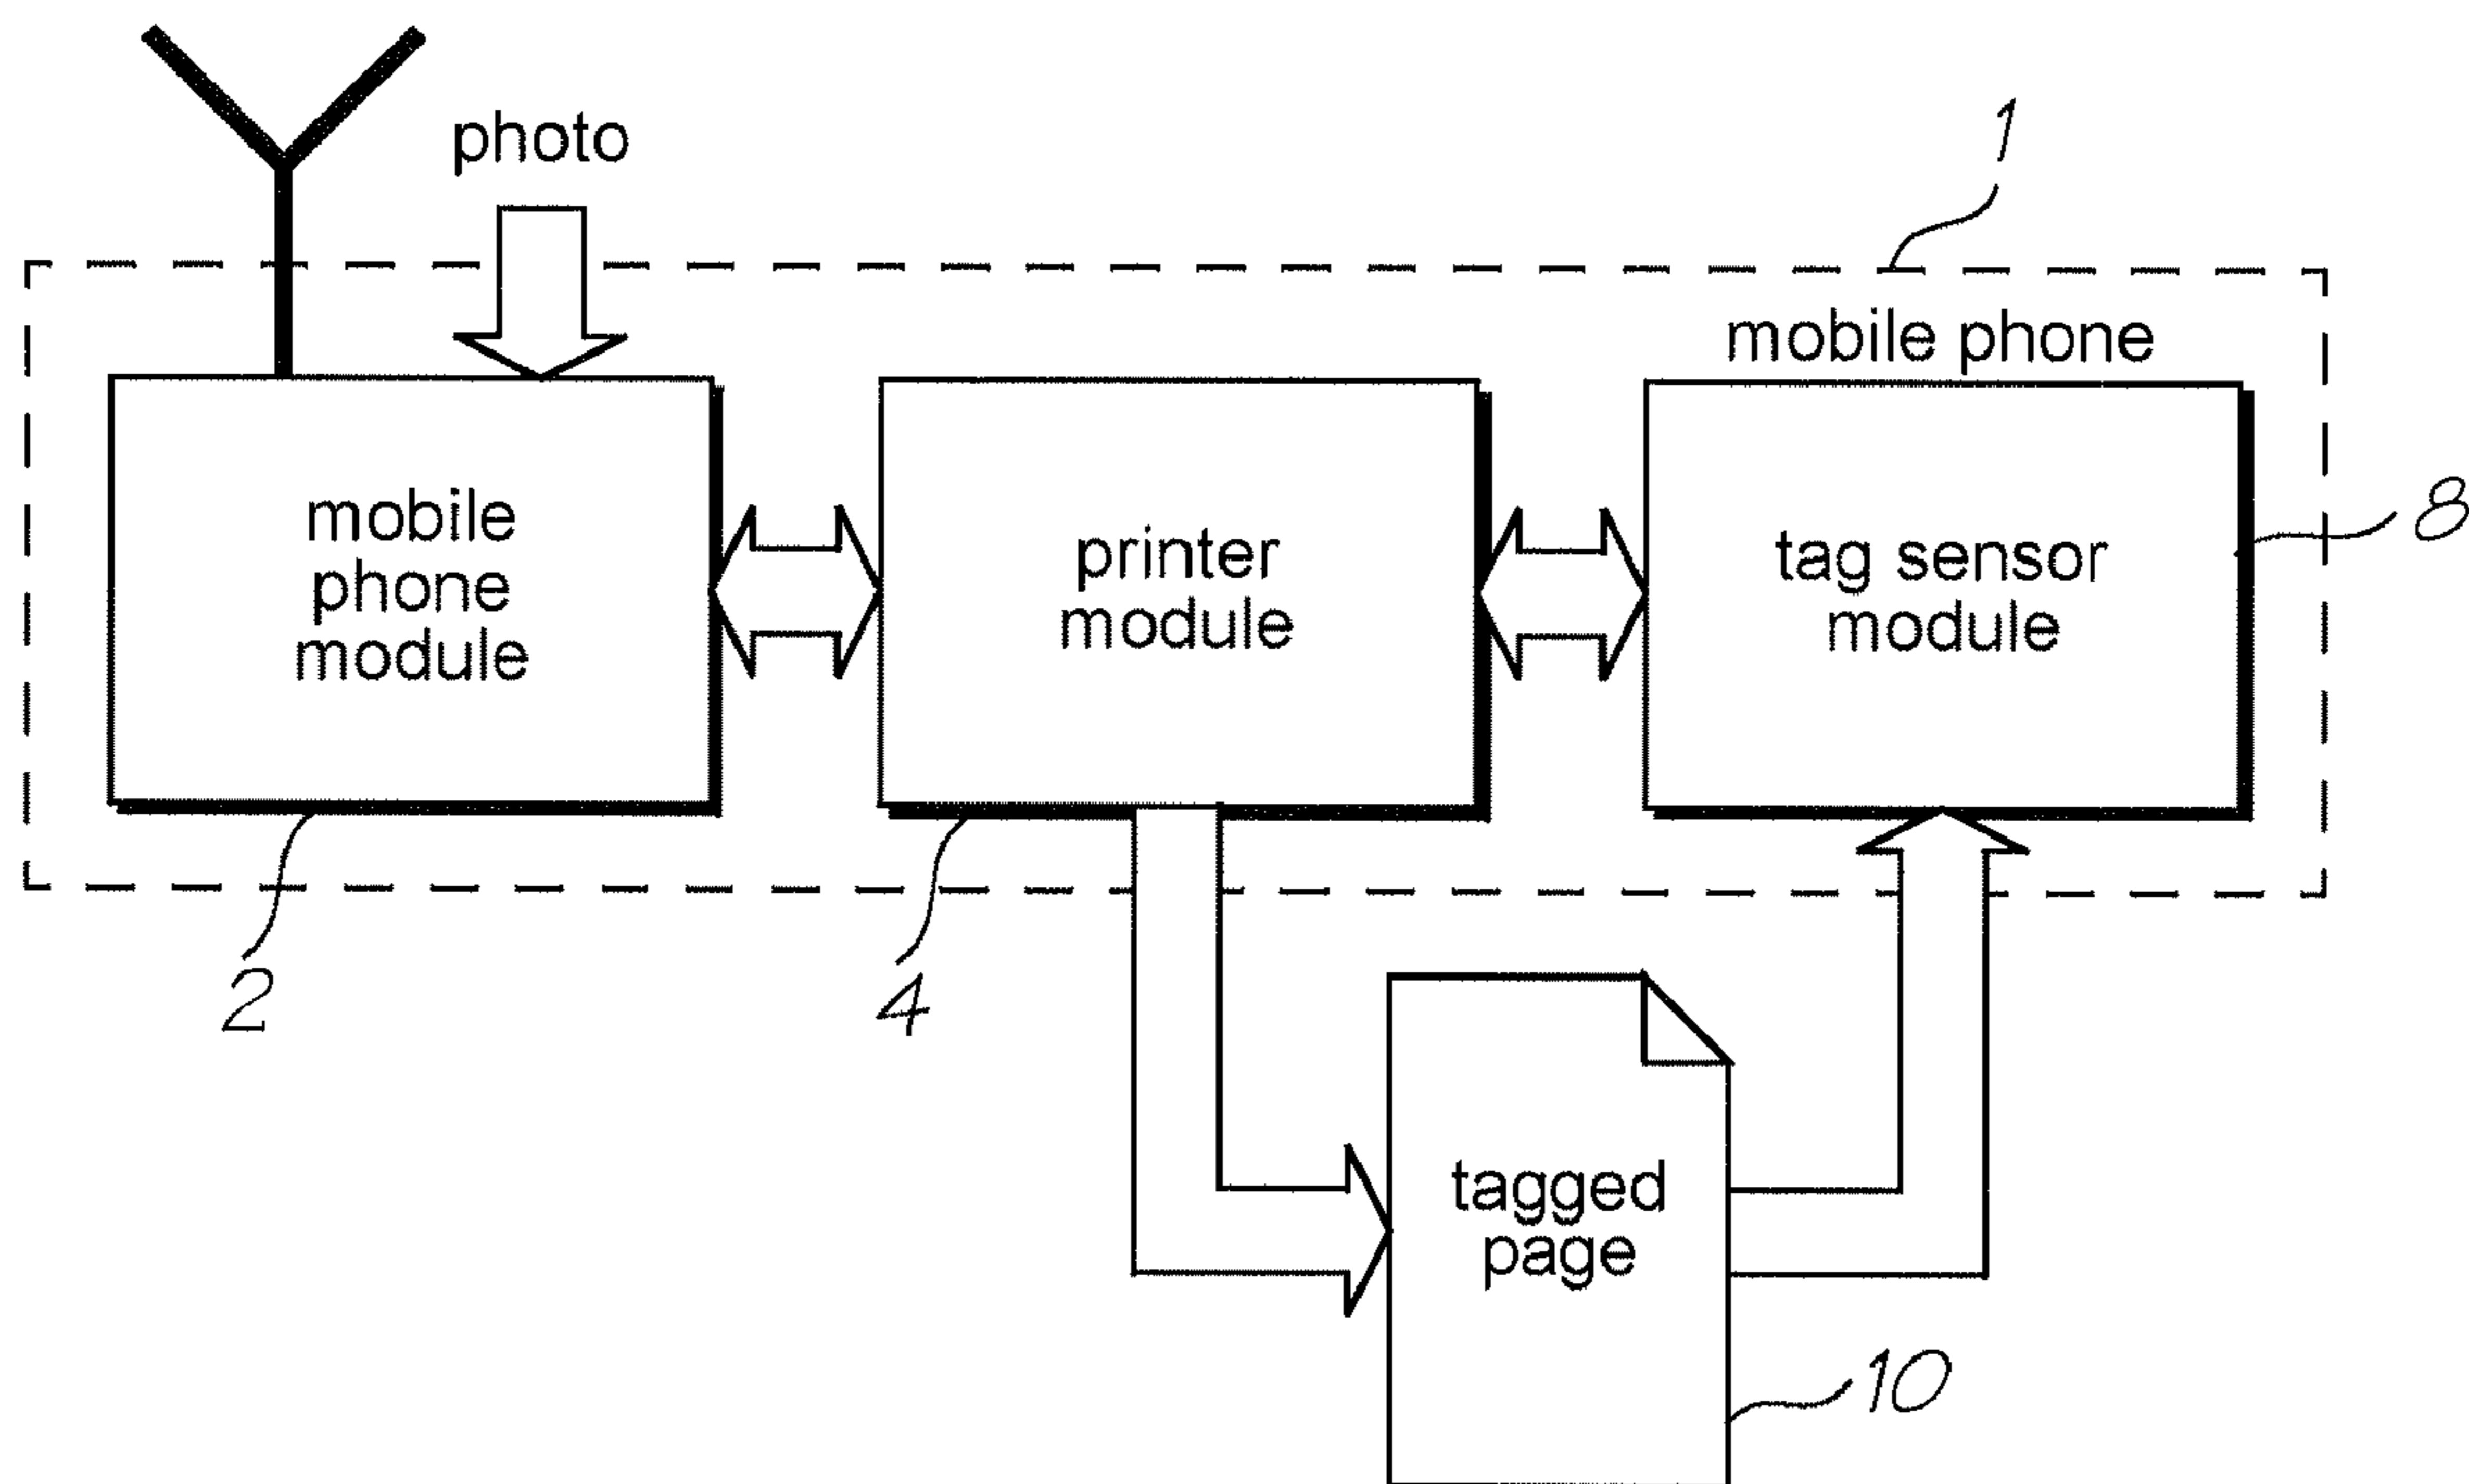 photo
1
mobile phone
mobile
phone
module
printer
module
tag sensor
module
8
2
4
tagged
page
10